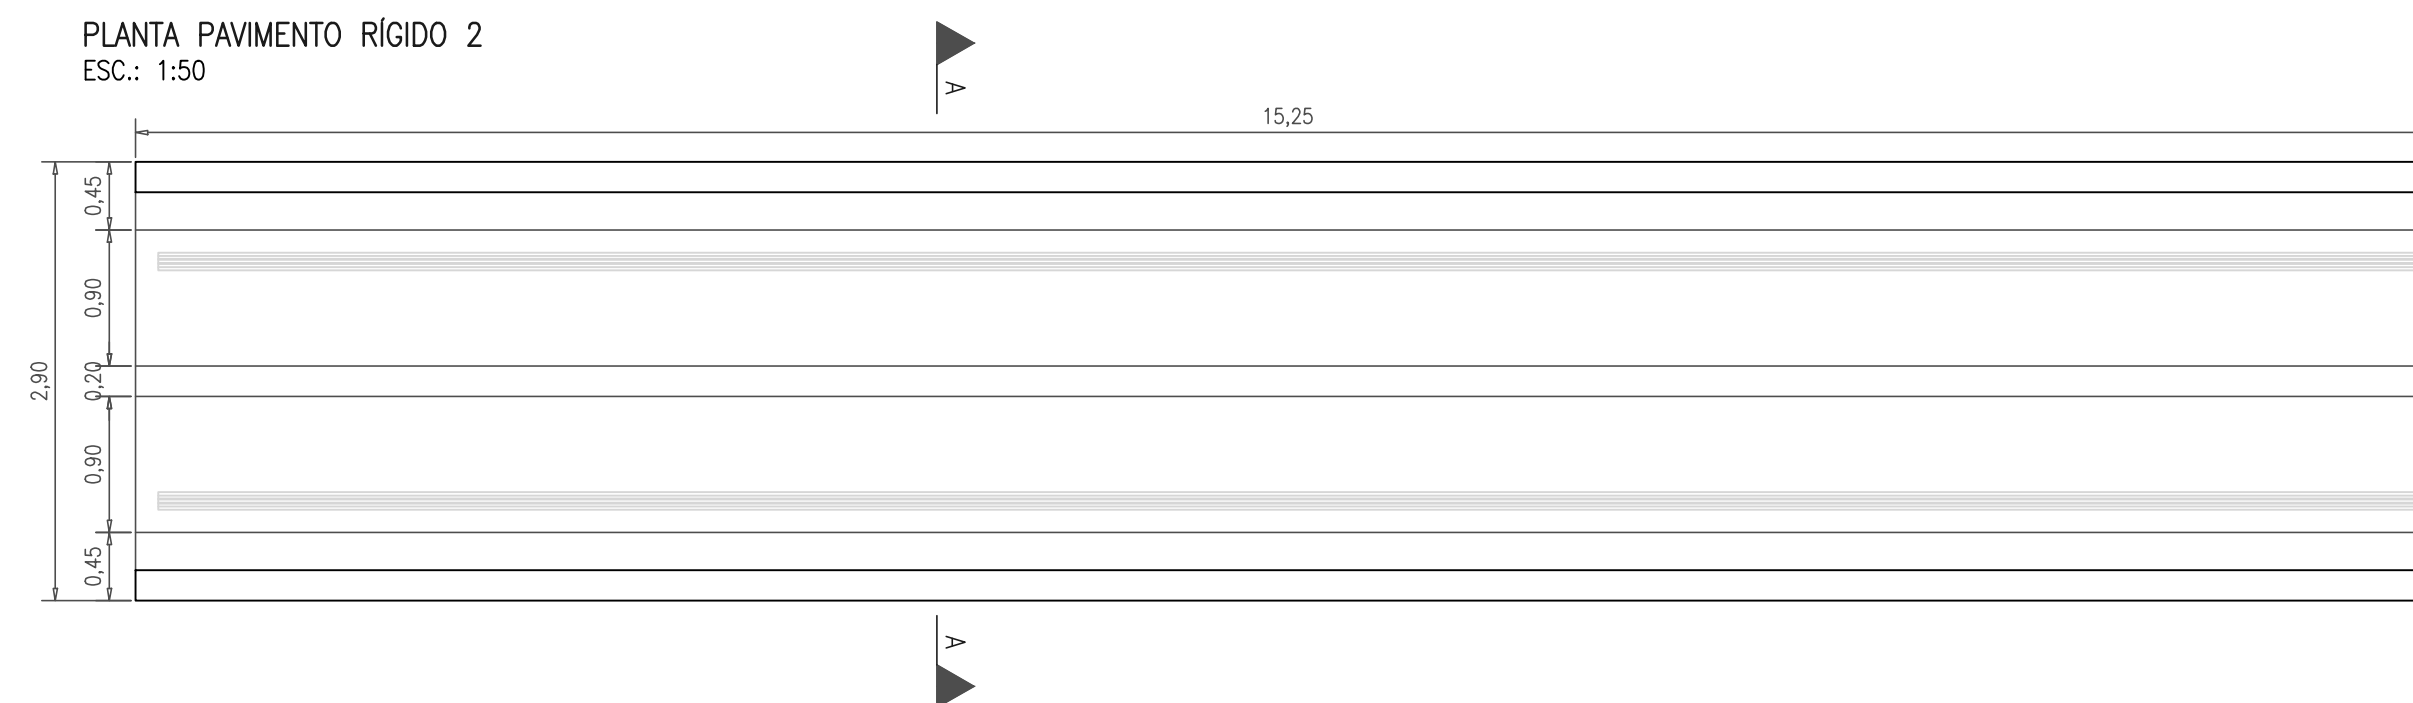 PLANTA PAVIMENTO RÍGIDO 2
ESC.: 1:50
A
15,25
0,45
0,90
0,20
2,90
0,90
0,45
A